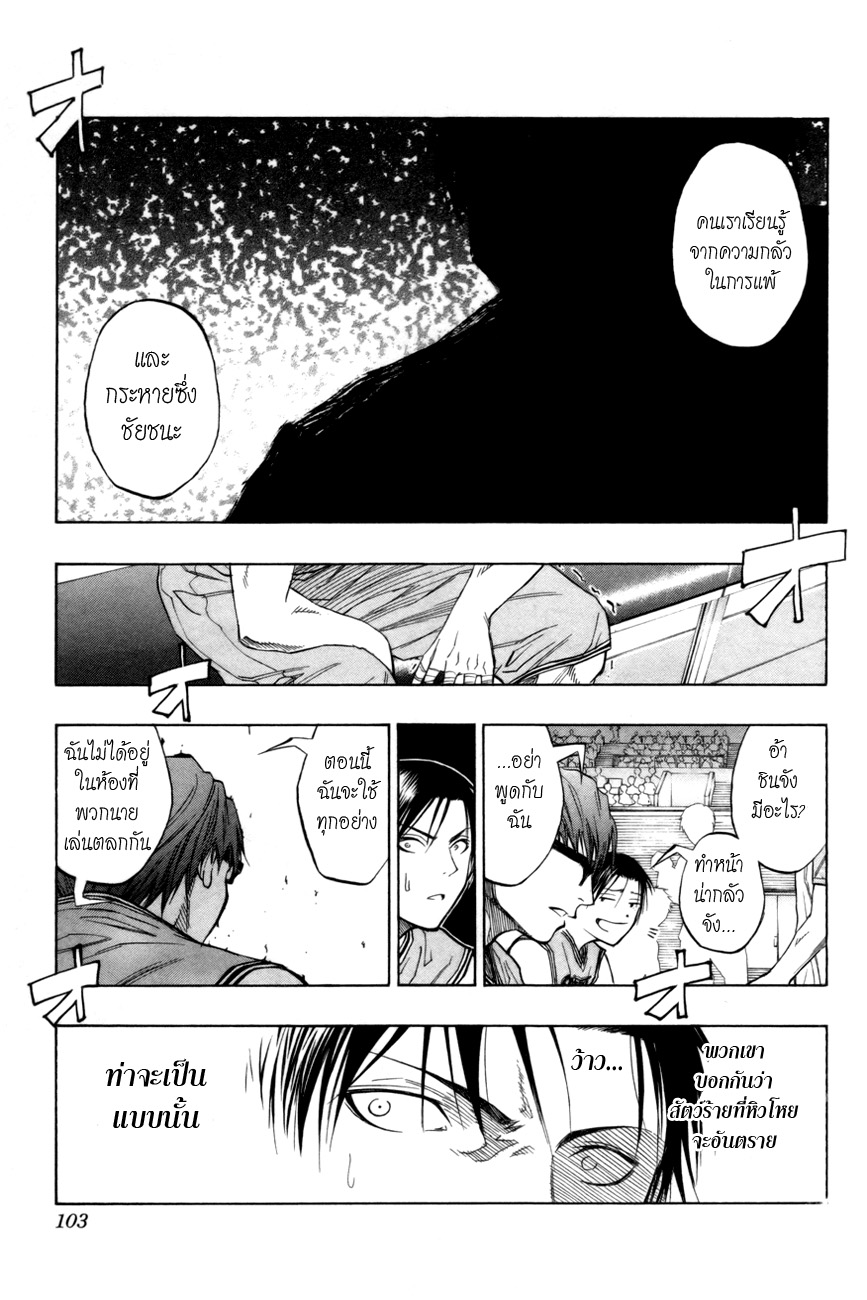 オ
คนเราเรียนรู้
จากความกลัว
ในการแพ้
และ
กระหายซึ่ง
ชัยชนะ
オ
オ
อ้า
ชินจัง
มีอะไร?
ทำหน้า
น่ากลัว
จัง...
...อย่า
พูดกับ
ฉัน
ตอนนี้
ฉันจะใช้
ทุกอย่าง
ฉันไม่ได้อยู่
ในห้องที่
พวกนาย
เล่นตลกกัน
オ
オ
พวกเขา
บอกกันว่า
สัตว์ร้ายที่หิวโหย
จะอันตราย
ว้าว...
ท่าจะเป็น
แบบนั้น
103